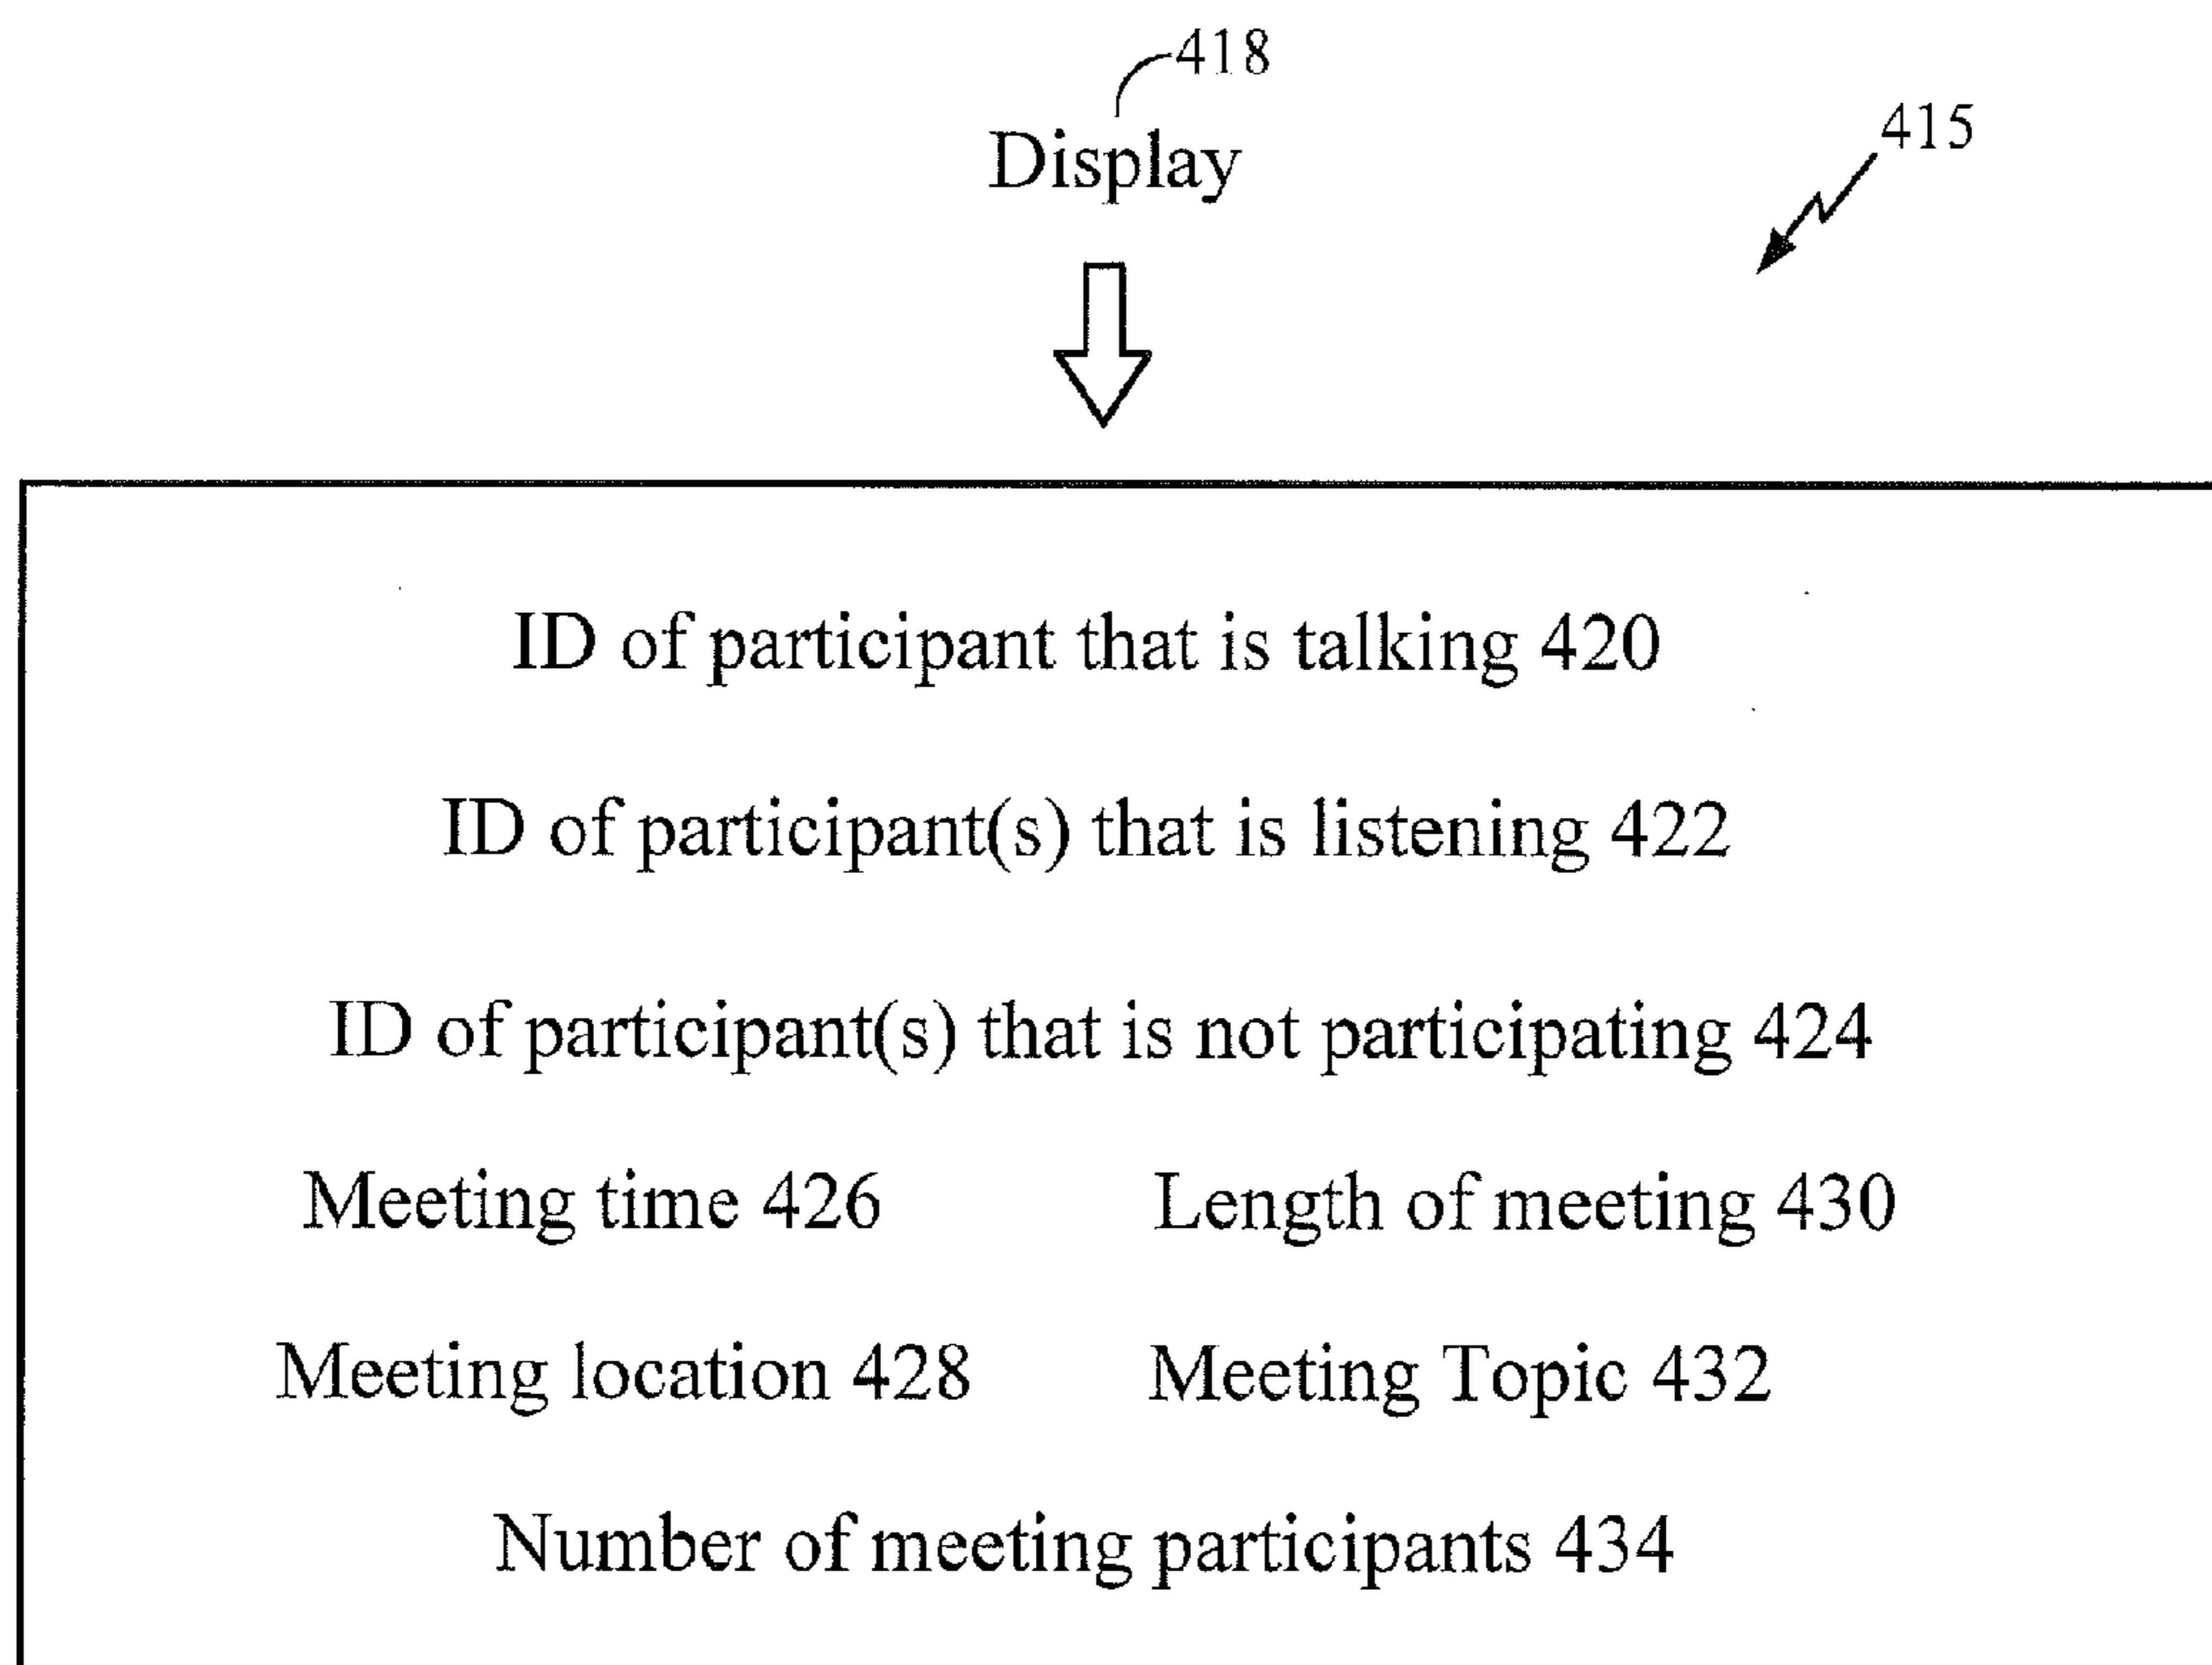 418
Display
415
ID of participant that is talking 420
ID of participant(s) that is listening 422
ID of participant(s) that is not participating 424
Meeting time 426 Length of meeting 430
Meeting location 428 Meeting Topic 432
Number of meeting participants 434